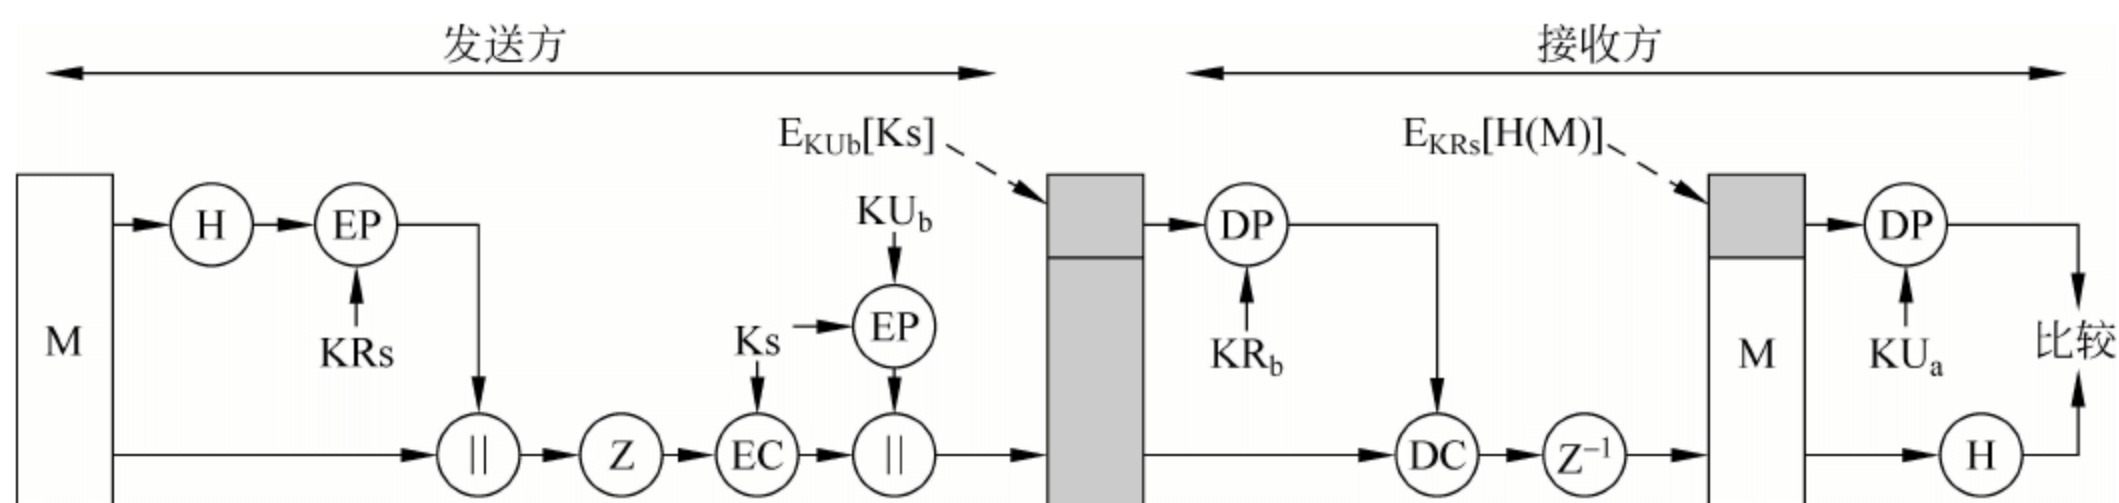 发送方
接收方
E_KUb[Ks]
E_KRs[H(M)]
M
H
EP
KRs
||
Z
Ks
EC
KU_b
EP
||
DP
KR_b
DC
Z⁻¹
M
DP
KU_a
H
比较